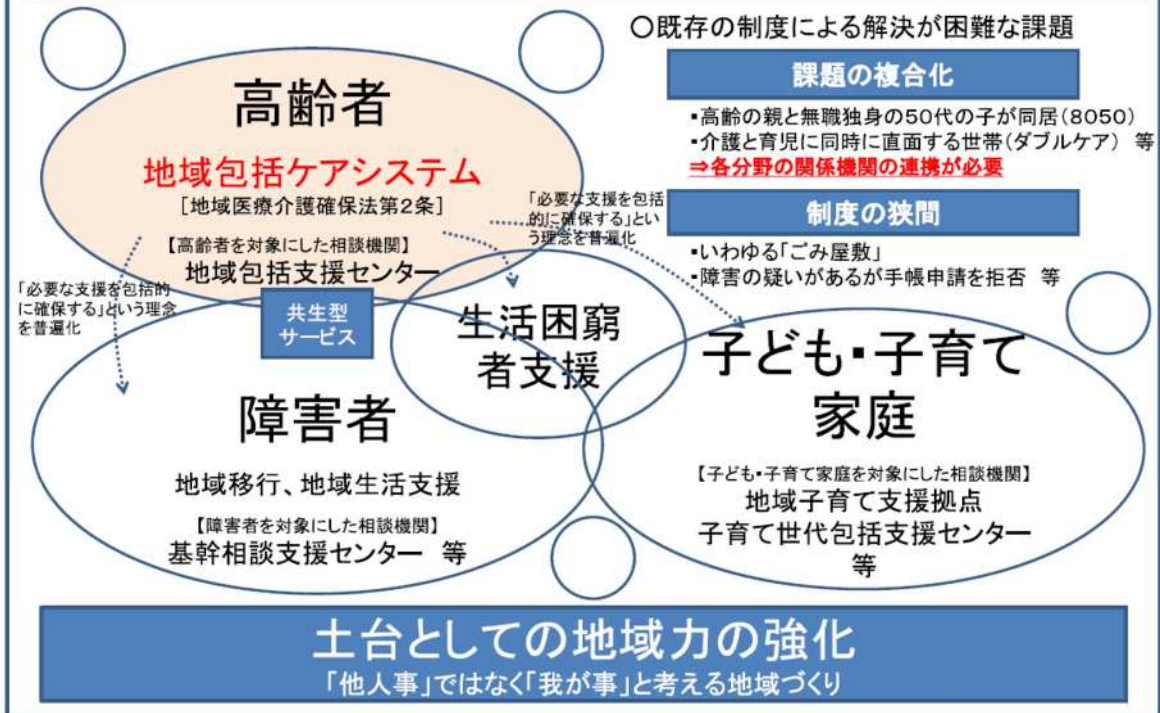 ○既存の制度による解決が困難な課題
課題の複合化
▪高齢の親と無職独身の50代の子が同居(8050)
▪介護と育児に同時に直面する世帯(ダブルケア) 等
⇒各分野の関係機関の連携が必要
制度の狭間
▪いわゆる「ごみ屋敷」
▪障害の疑いがあるが手帳申請を拒否 等
高齢者
地域包括ケアシステム
[地域医療介護確保法第2条]
【高齢者を対象にした相談機関】
地域包括支援センター
「必要な支援を包括
的に確保する」とい
う理念を普遍化
「必要な支援を包括的
に確保する」という理念
を普遍化
共生型
サービス
生活困窮
者支援
障害者
地域移行、地域生活支援
【障害者を対象にした相談機関】
基幹相談支援センター 等
子ども▪子育て
家庭
【子ども▪子育て家庭を対象にした相談機関】
地域子育て支援拠点
子育て世代包括支援センター
等
土台としての地域力の強化
「他人事」ではなく「我が事」と考える地域づくり